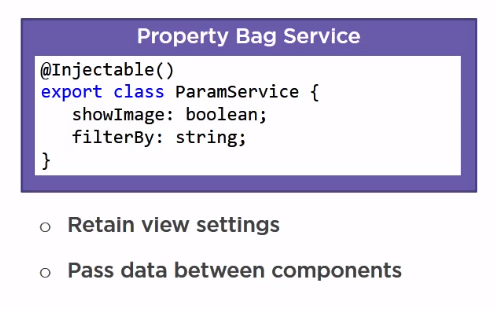 Property Bag Service
@Injectable()
export class ParamService {
showImage: boolean;
filterBy: string;
}
Retain view settings
Pass data between components